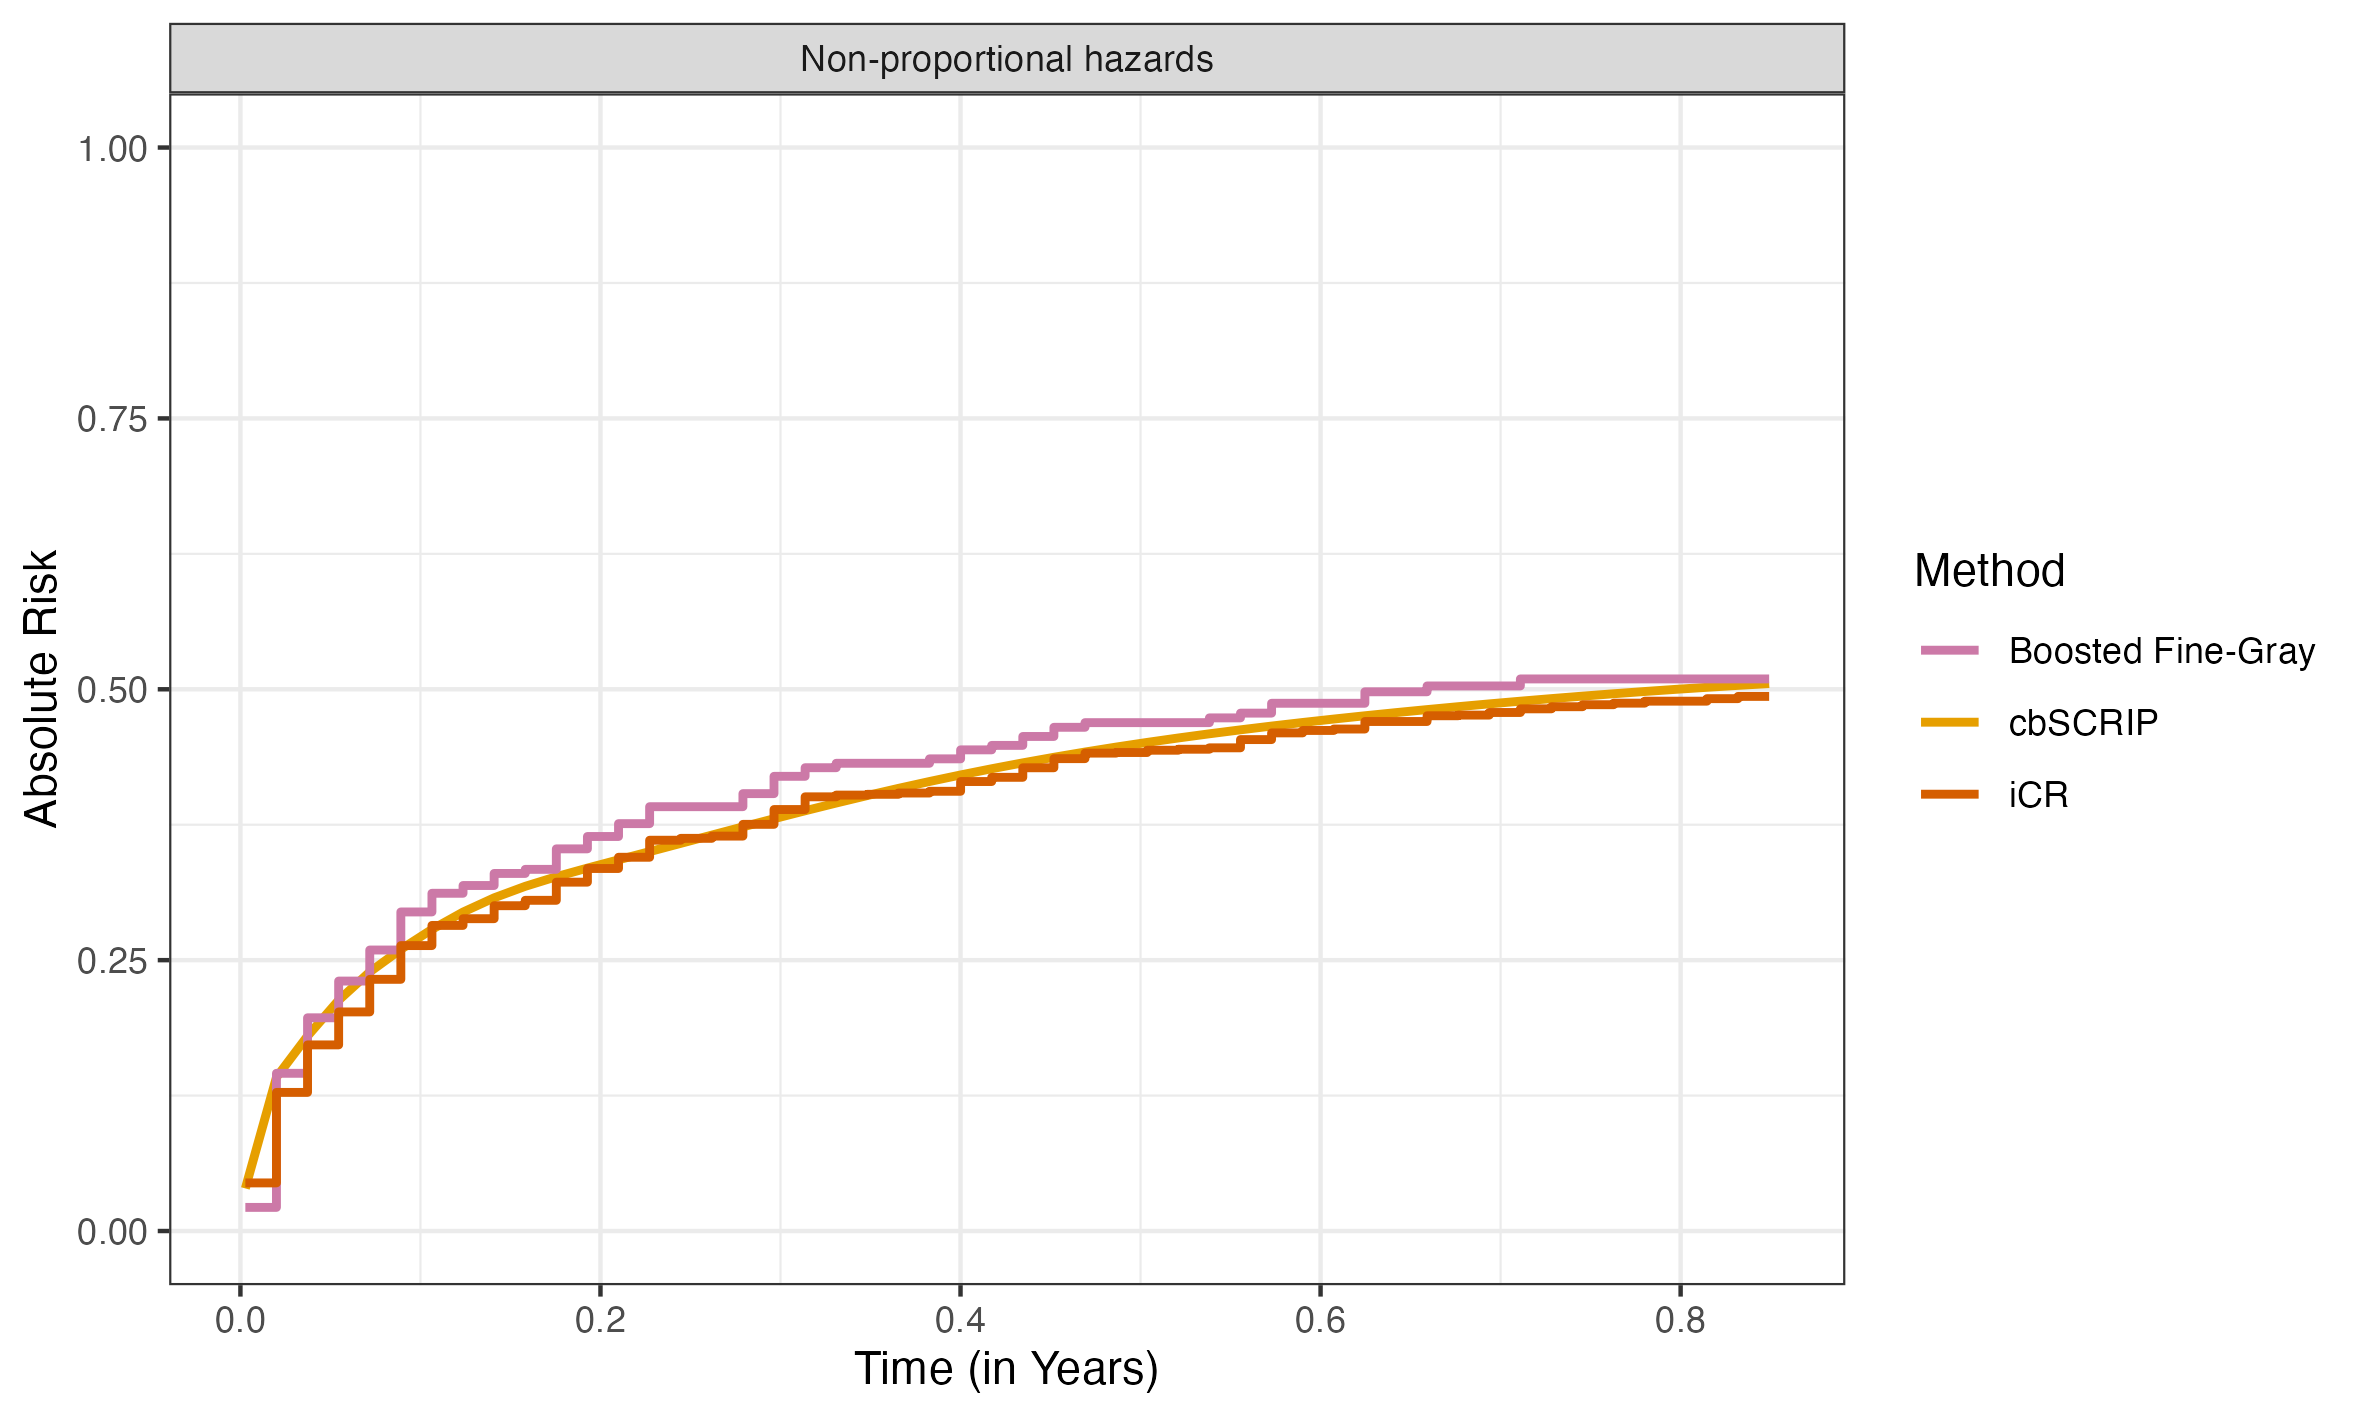 Non-proportional hazards
1.00
0.75
0.50
0.25
0.00
Absolute Risk
0.0 0.2 0.4 0.6 0.8
Time (in Years)
Method
Boosted Fine-Gray
cbSCRIP
iCR